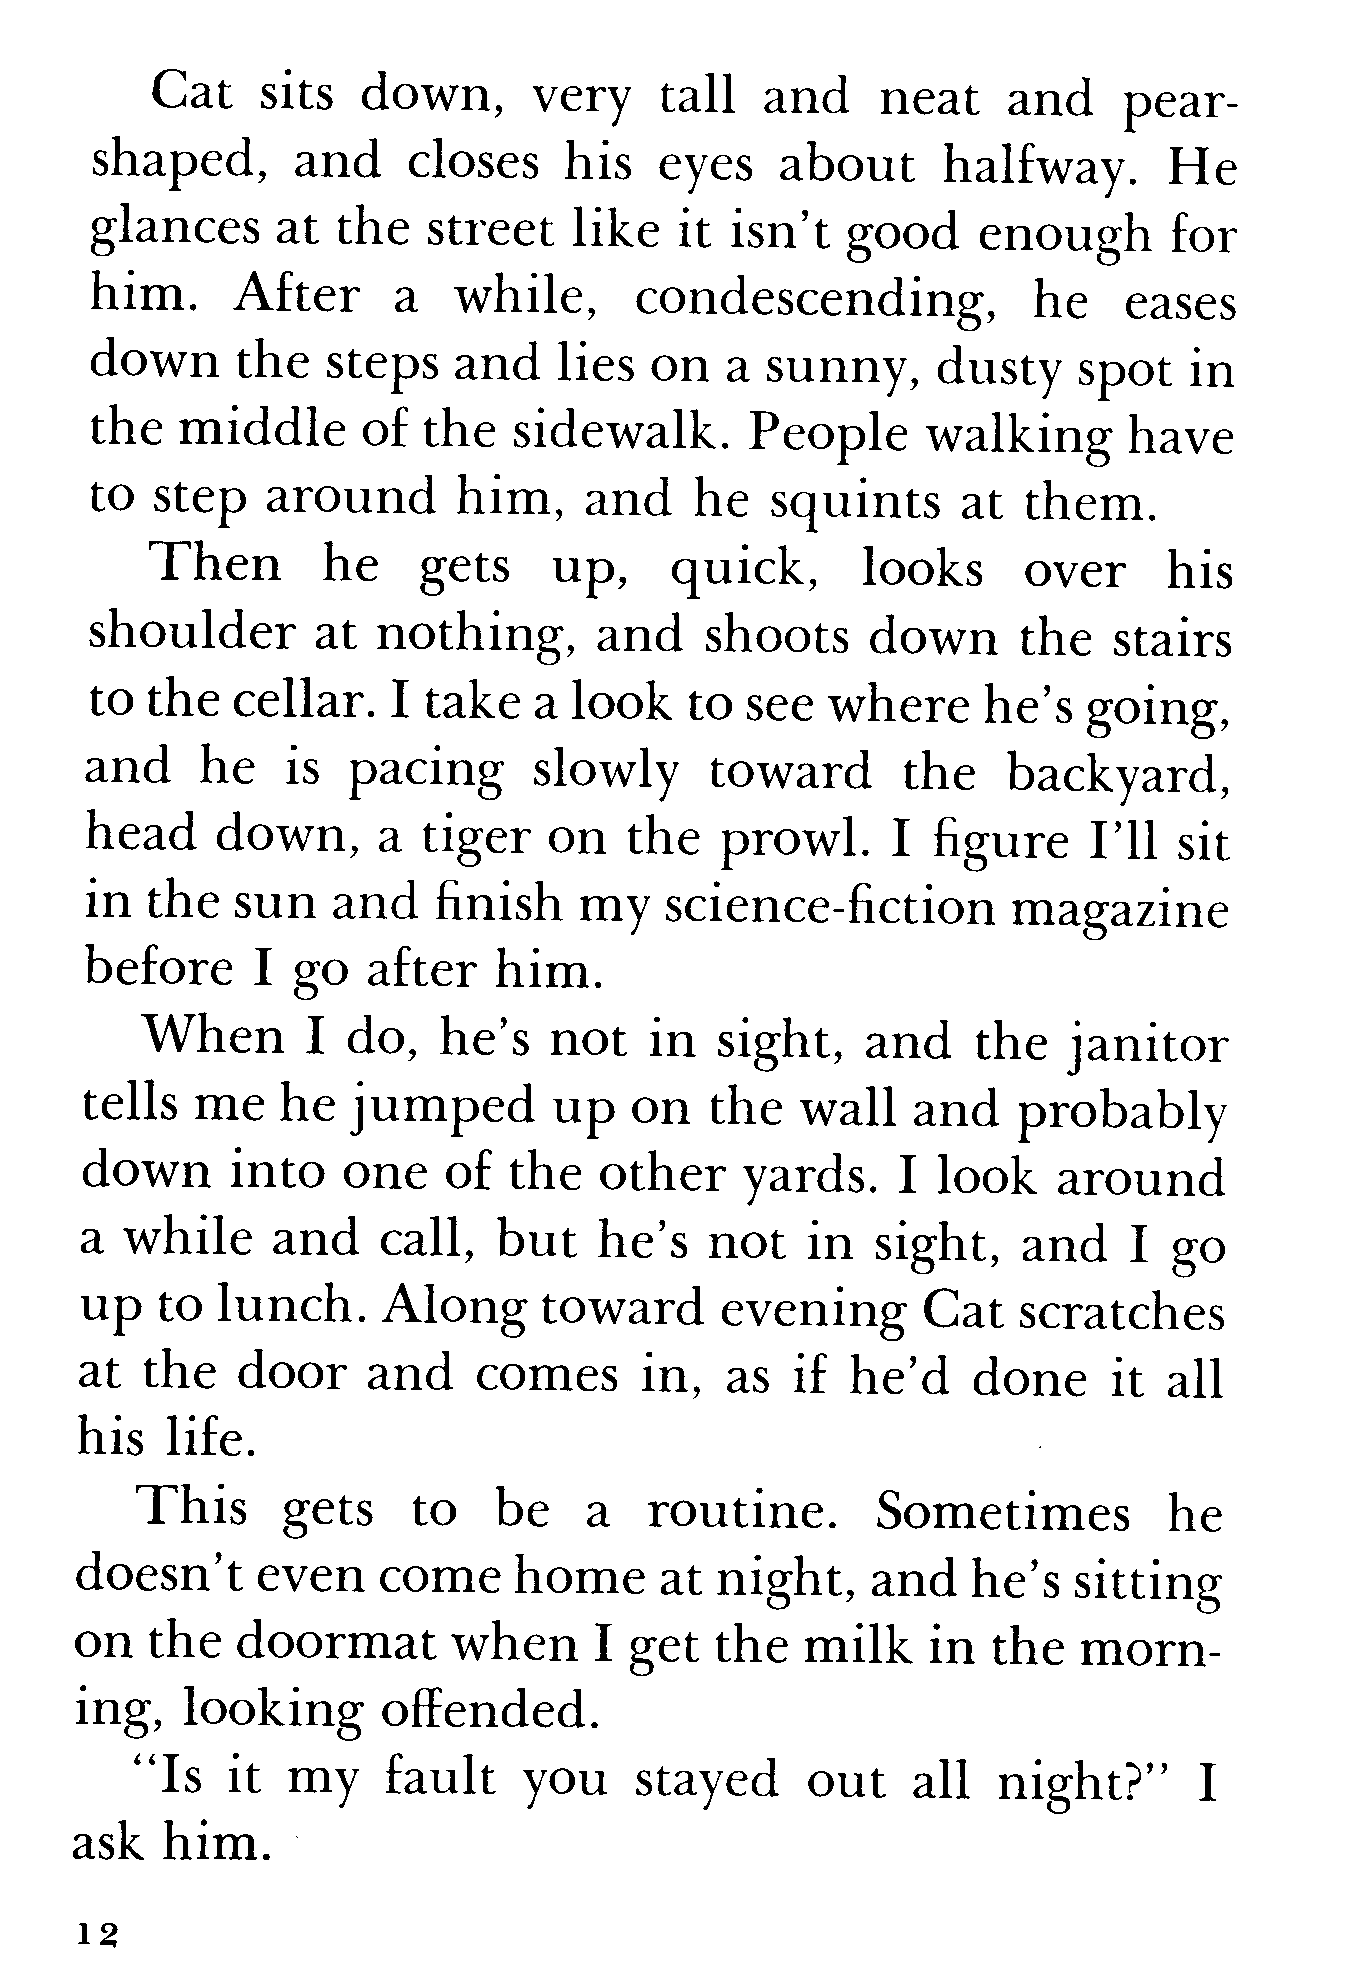 Cat sits down, very tall and neat and pear-
shaped, and closes his eyes about halfway. He
glances at the street like it isn't good enough for
him. After a while, condescending, he eases
down the steps and lies on a sunny, dusty spot in
the middle of the sidewalk. People walking have
to step around him, and he squints at them.
Then he gets up, quick, looks over his
shoulder at nothing, and shoots down the stairs
to the cellar. I take a look to see where he's going,
and he is pacing slowly toward the backyard,
head down, a tiger on the prowl. I figure I'll sit
in the sun and finish my science-fiction magazine
before I go after him.
When I do, he's not in sight, and the janitor
tells me he jumped up on the wall and probably
down into one of the other yards. I look around
a while and call, but he's not in sight, and I go
up to lunch. Along toward evening Cat scratches
at the door and comes in, as if he'd done it all
his life.
This gets to be a routine. Sometimes he
doesn't even come home at night, and he's sitting
on the doormat when I get the milk in the morn-
ing, looking offended.
"Is it my fault you stayed out all night?" I
ask him.
12